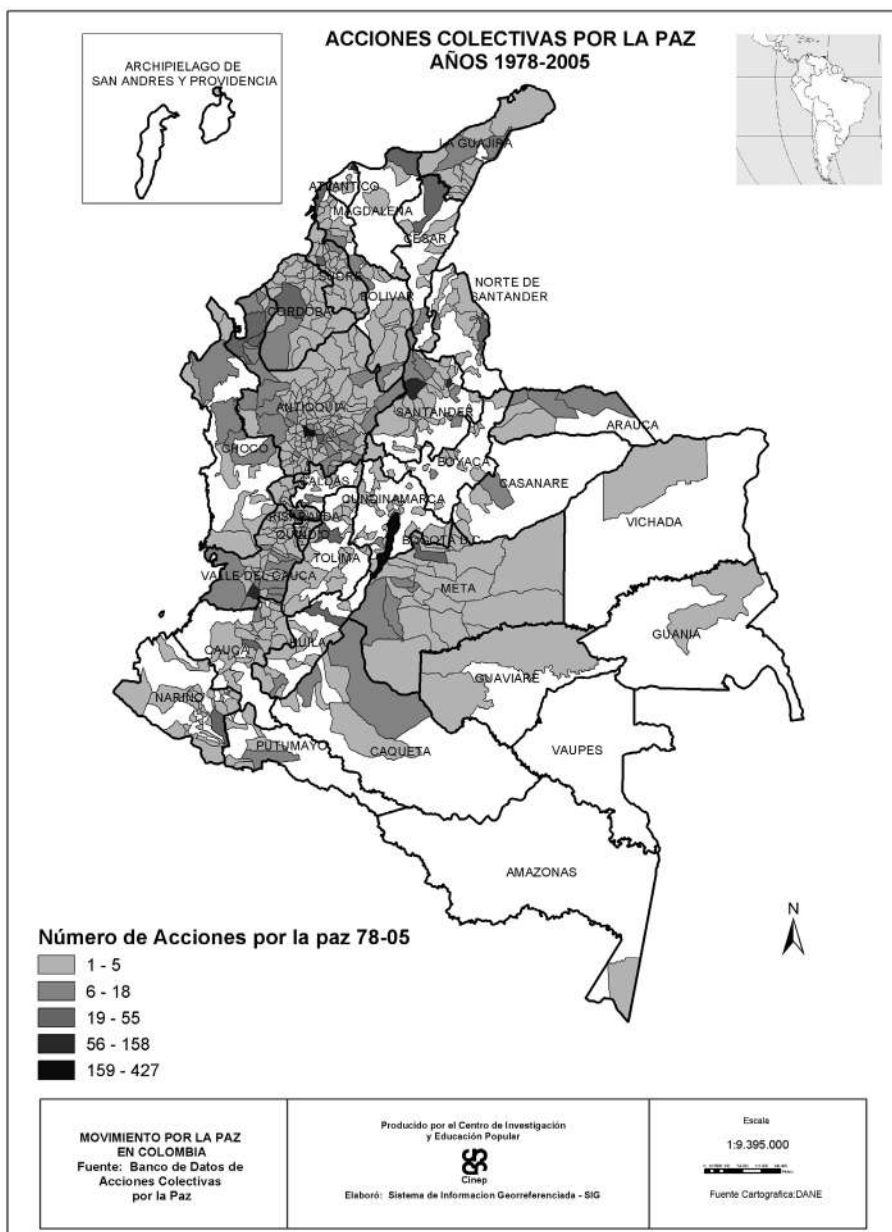 ACCIONES COLECTIVAS POR LA PAZ
AÑOS 1978-2005
ARCHIPIELAGO DE
SAN ANDRES Y PROVIDENCIA
LA GUAJIRA
ATLANTICO
MAGDALENA
CESAR
SUCRE
NORTE DE
SANTANDER
BOLIVAR
CORDOBA
ANTIOQUIA
SANTANDER
ARAUCA
CHOCO
BOYACA
CALDAS
CASANARE
CUNDINAMARCA
VICHADA
RISARALDA
QUINDIO
BOGOTA D.C.
TOLIMA
VALLE DEL CAUCA
META
GUANIA
HUILA
CAUCA
GUAVIARE
NARIÑO
PUTUMAYO
CAQUETA
VAUPES
AMAZONAS
N
Número de Acciones por la paz 78-05
1 - 5
6 - 18
19 - 55
56 - 158
159 - 427
MOVIMIENTO POR LA PAZ
EN COLOMBIA
Fuente: Banco de Datos de
Acciones Colectivas
por la Paz
Producido por el Centro de Investigación
y Educación Popular
Cinep
Elaboró: Sistema de Informacion Georreferenciada - SIG
Escala
1:9.395.000
Fuente Cartografica:DANE